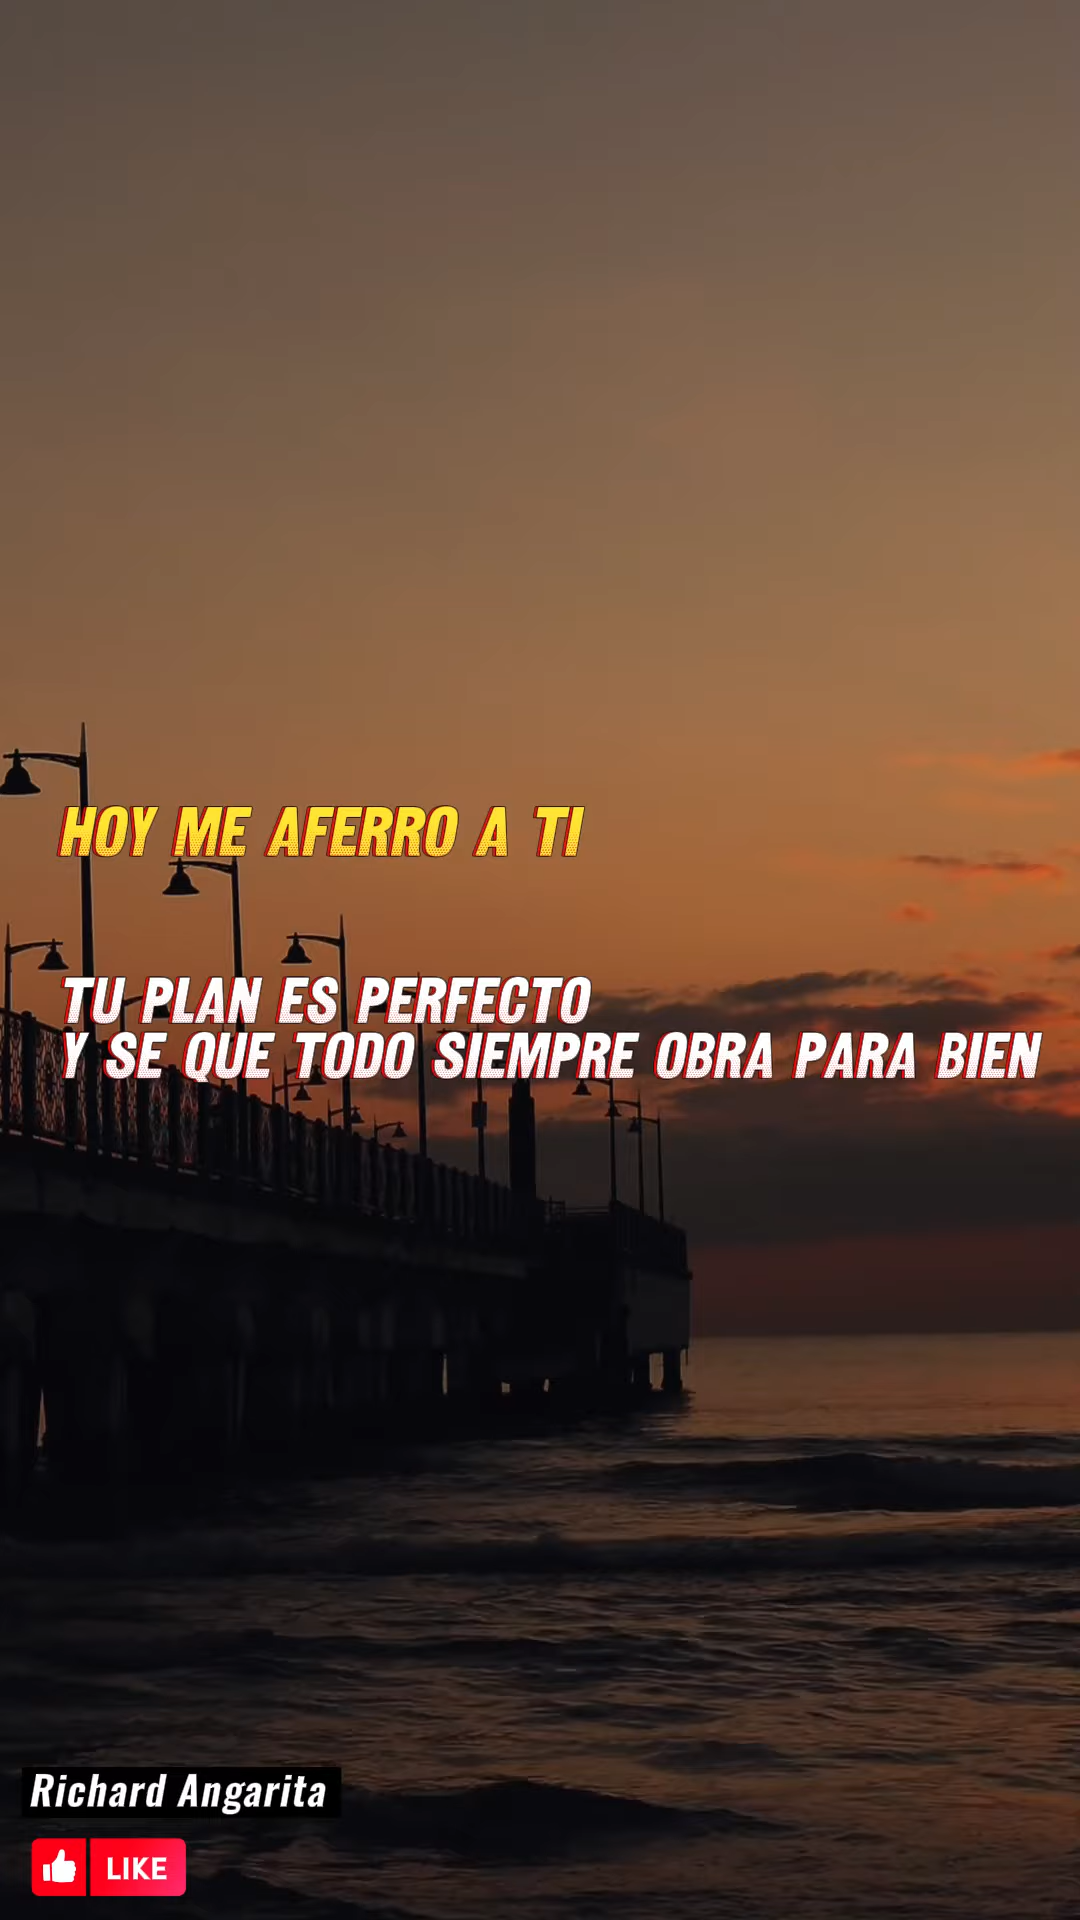 HOY ME AFERRO A TI
TU PLAN ES PERFECTO
Y SE QUE TODO SIEMPRE OBRA PARA BIEN
Richard Angarita
LIKE